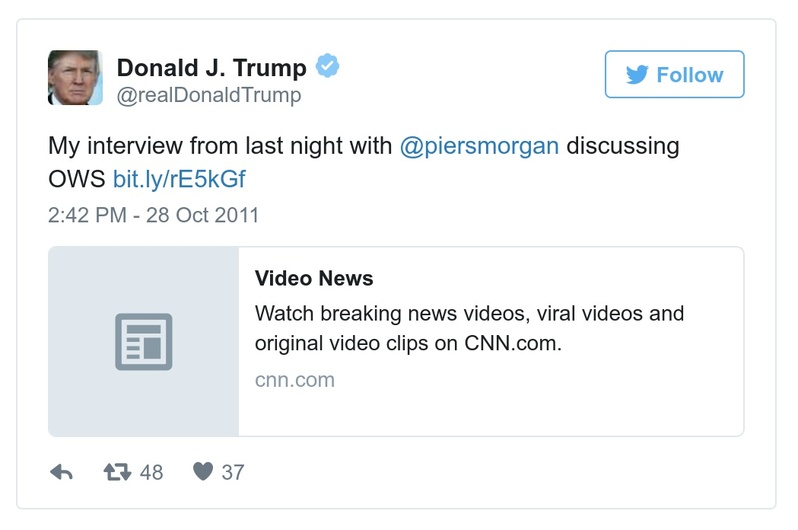 Donald J. Trump
@realDonaldTrump
Follow
My interview from last night with @piersmorgan discussing
OWS bit.ly/rE5kGf
2:42 PM - 28 Oct 2011
Video News
Watch breaking news videos, viral videos and
original video clips on CNN.com.
cnn.com
48 37